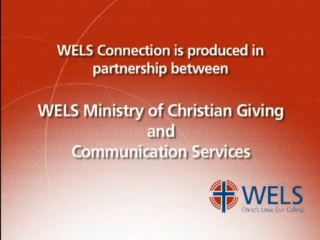 WELS Connection is produced in
partnership between
WELS Ministry of Christian Giving
and
Communication Services
WELS
Christ's Love, Our Calling